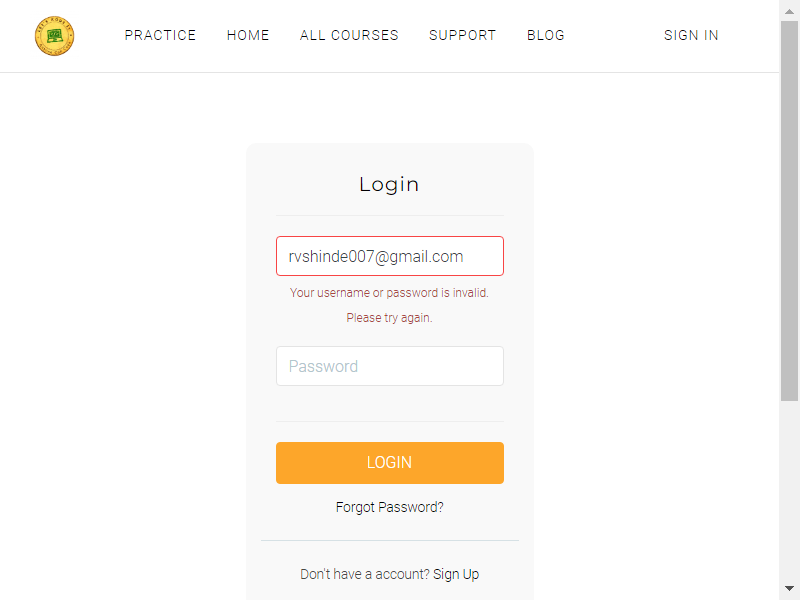 PRACTICE HOME ALL COURSES SUPPORT BLOG SIGN IN
Login
rvshinde007@gmail.com
Your username or password is invalid.
Please try again.
Password
LOGIN
Forgot Password?
Don't have a account? Sign Up